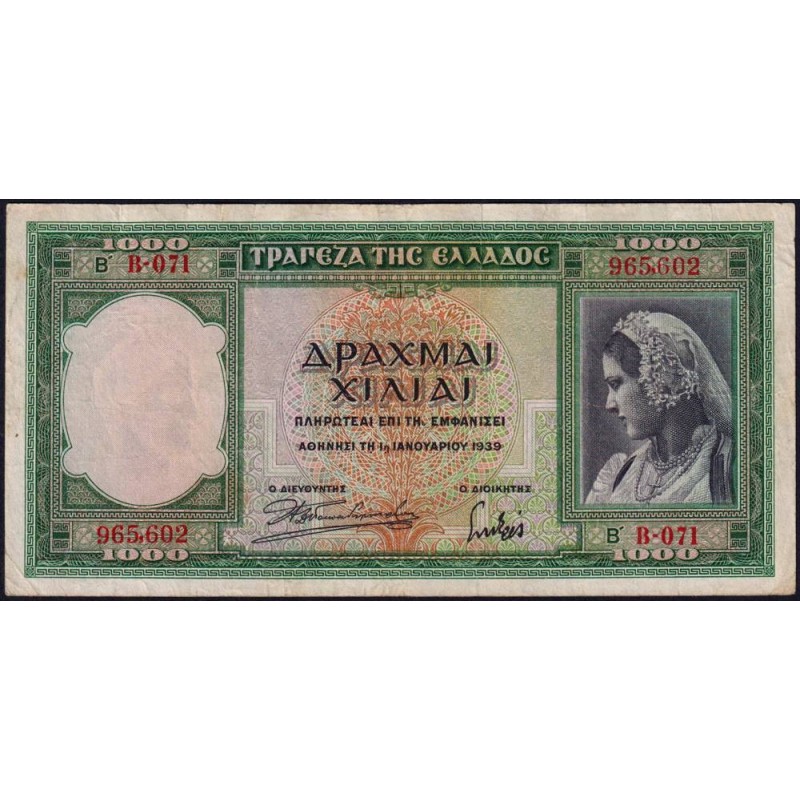 1000 1000
Β΄ B-071 ΤΡΑΠΕΖΑ ΤΗΣ ΕΛΛΑΔΟΣ 965,602
ΔΡΑΧΜΑΙ
ΧΙΛΙΑΙ
ΠΛΗΡΩΤΕΑΙ ΕΠΙ ΤΗ, ΕΜΦΑΝΙΣΕΙ
ΑΘΗΝΗΣΙ ΤΗ 1η ΙΑΝΟΥΑΡΙΟΥ 1939
Ο ΔΙΕΥΘΥΝΤΗΣ Ο ΔΙΟΙΚΗΤΗΣ
965,602 Β΄ B-071
1000 1000